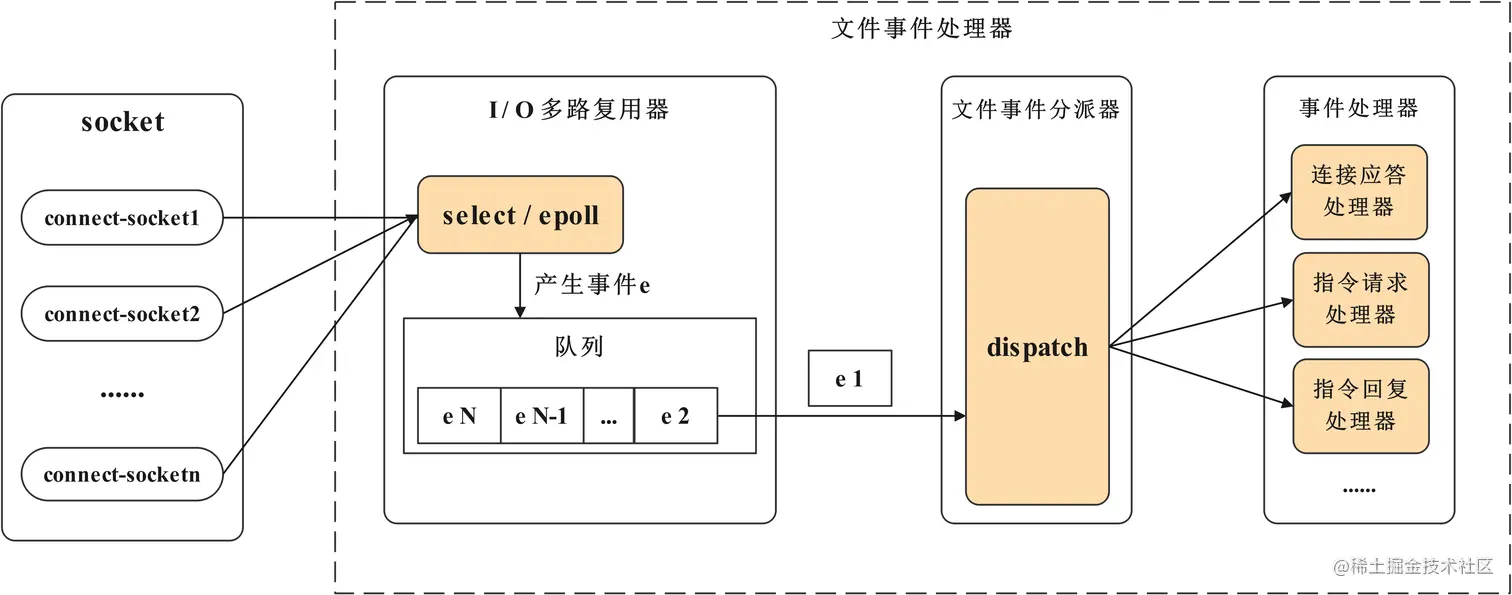 文件事件处理器
socket
connect-socket1
connect-socket2
......
connect-socketn
I / O 多路复用器
select / epoll
产生事件e
队列
e N
e N-1
...
e 2
e 1
文件事件分派器
dispatch
事件处理器
连接应答
处理器
指令请求
处理器
指令回复
处理器
......
@稀土掘金技术社区